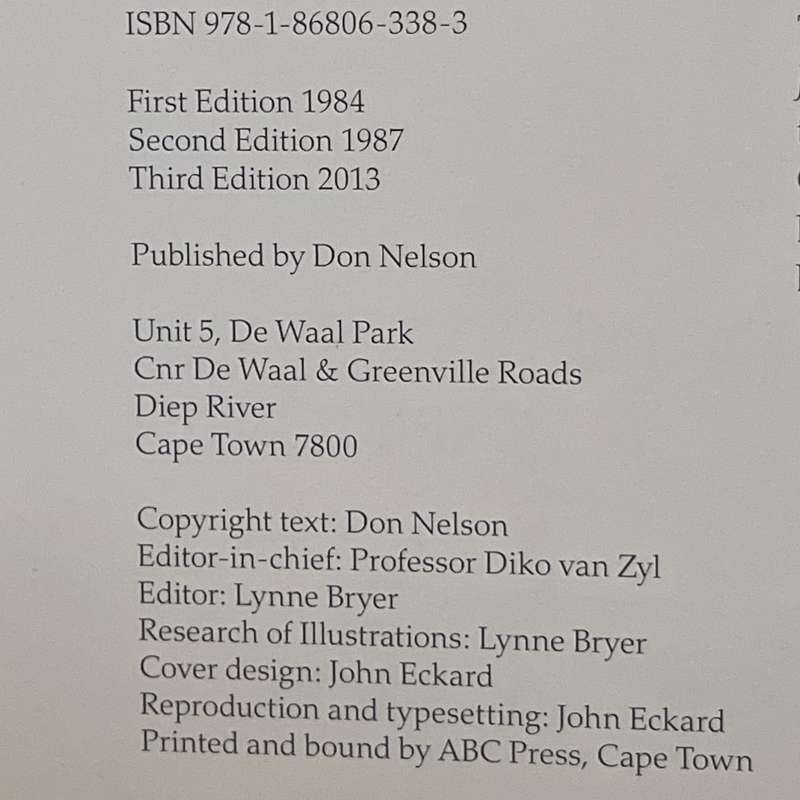 ISBN 978-1-86806-338-3
First Edition 1984
Second Edition 1987
Third Edition 2013
Published by Don Nelson
Unit 5, De Waal Park
Cnr De Waal & Greenville Roads
Diep River
Cape Town 7800
Copyright text: Don Nelson
Editor-in-chief: Professor Diko van Zyl
Editor: Lynne Bryer
Research of Illustrations: Lynne Bryer
Cover design: John Eckard
Reproduction and typesetting: John Eckard
Printed and bound by ABC Press, Cape Town